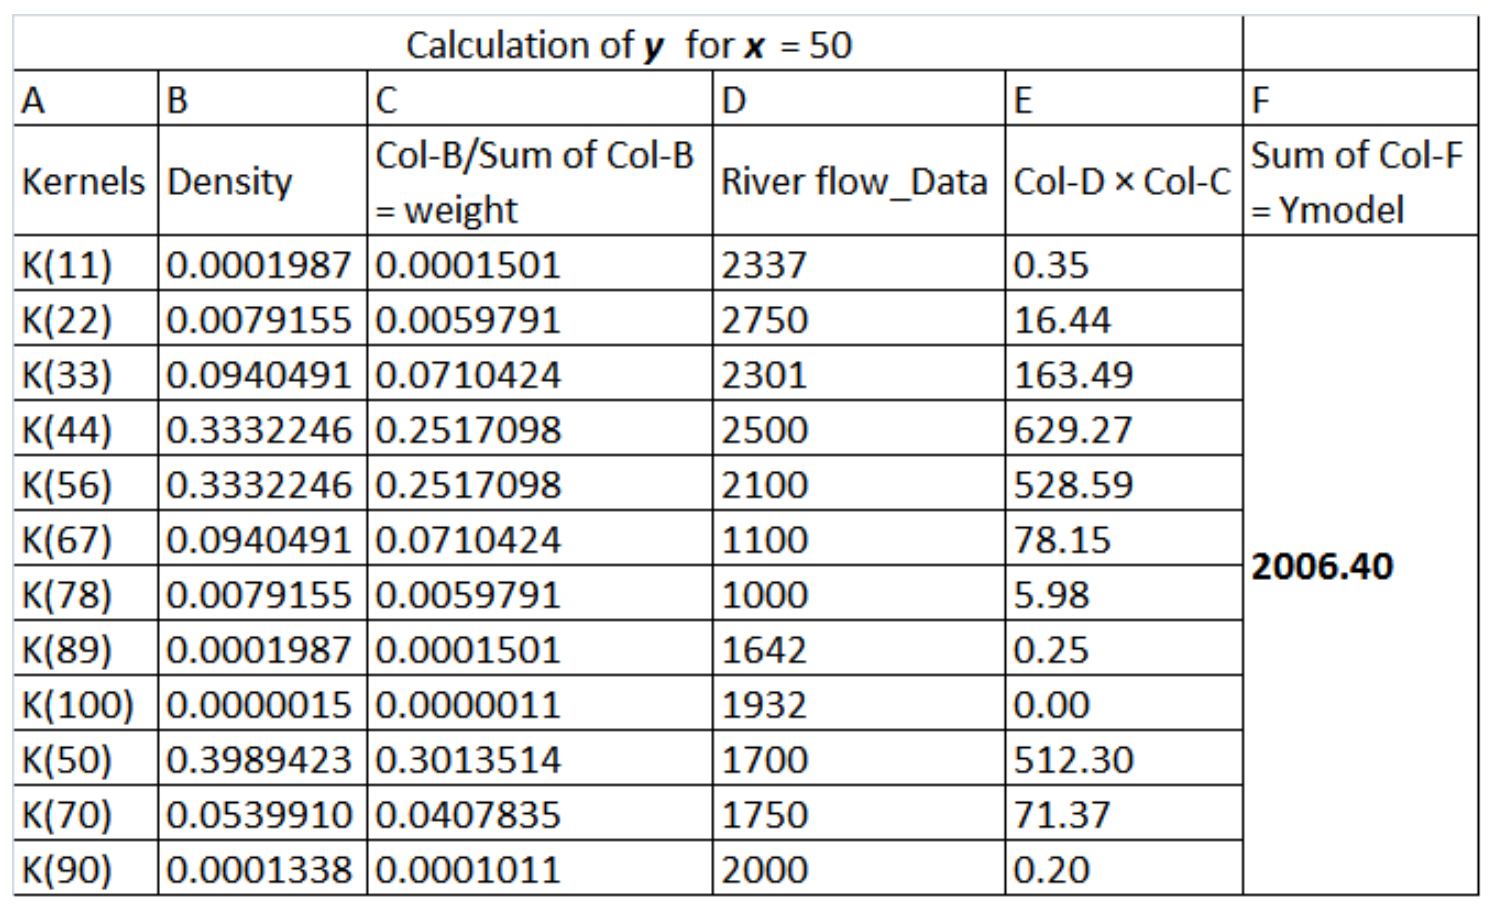 Calculation of y for x = 50
A B C D E F
Kernels Density Col-B/Sum of Col-B = weight River flow_Data Col-D × Col-C Sum of Col-F = Ymodel
K(11) 0.0001987 0.0001501 2337 0.35
K(22) 0.0079155 0.0059791 2750 16.44
K(33) 0.0940491 0.0710424 2301 163.49
K(44) 0.3332246 0.2517098 2500 629.27
K(56) 0.3332246 0.2517098 2100 528.59
K(67) 0.0940491 0.0710424 1100 78.15
2006.40
K(78) 0.0079155 0.0059791 1000 5.98
K(89) 0.0001987 0.0001501 1642 0.25
K(100) 0.0000015 0.0000011 1932 0.00
K(50) 0.3989423 0.3013514 1700 512.30
K(70) 0.0539910 0.0407835 1750 71.37
K(90) 0.0001338 0.0001011 2000 0.20